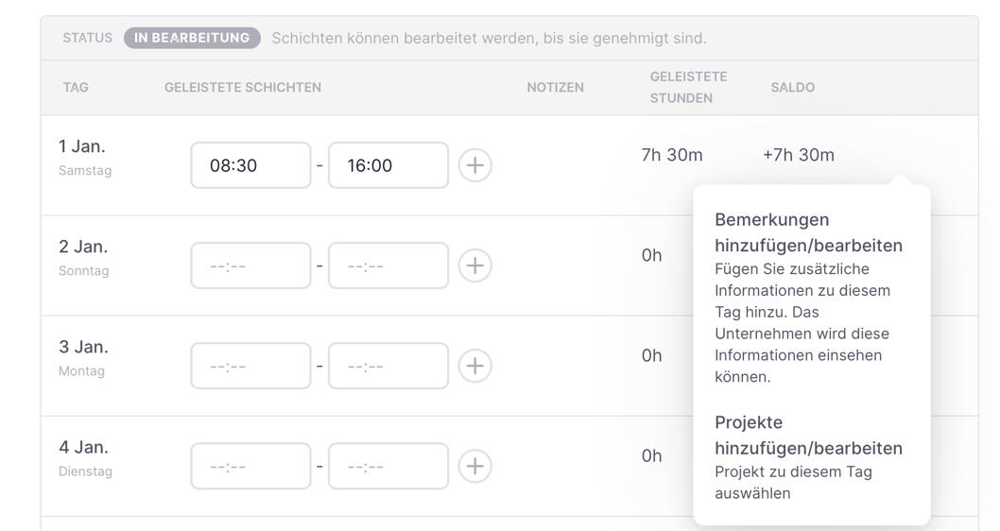 STATUS IN BEARBEITUNG Schichten können bearbeitet werden, bis sie genehmigt sind.
TAG GELEISTETE SCHICHTEN NOTIZEN GELEISTETE STUNDEN SALDO
1 Jan.
Samstag
08:30 - 16:00
7h 30m +7h 30m
2 Jan.
Sonntag
--:-- - --:--
0h
3 Jan.
Montag
--:-- - --:--
0h
4 Jan.
Dienstag
--:-- - --:--
0h
Bemerkungen
hinzufügen/bearbeiten
Fügen Sie zusätzliche
Informationen zu diesem
Tag hinzu. Das
Unternehmen wird diese
Informationen einsehen
können.
Projekte
hinzufügen/bearbeiten
Projekt zu diesem Tag
auswählen